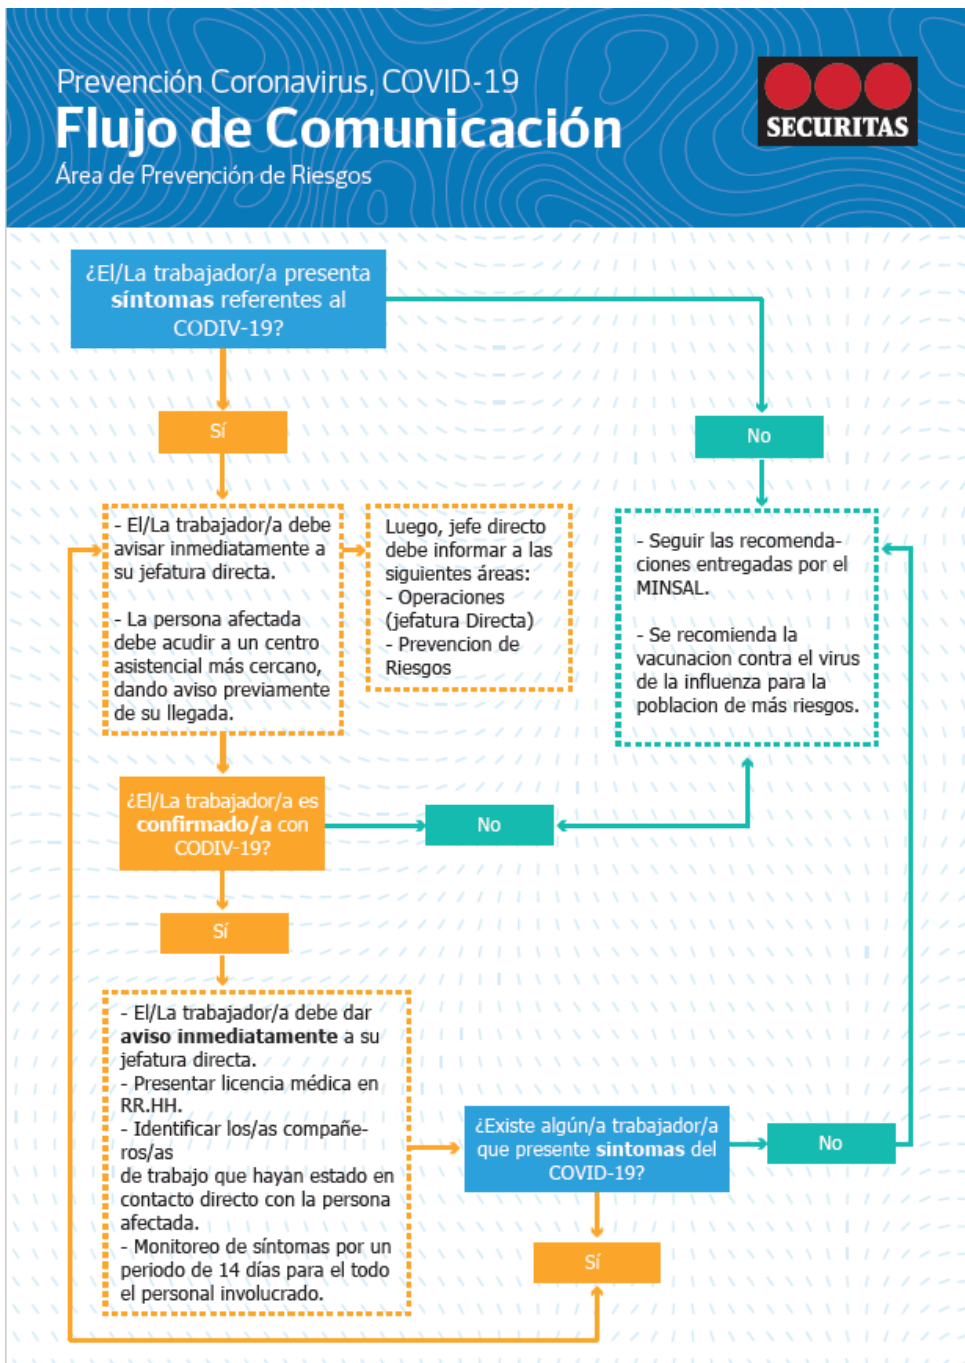 Prevención Coronavirus, COVID-19
Flujo de Comunicación
Área de Prevención de Riesgos
SECURITAS
¿El/La trabajador/a presenta
síntomas referentes al
CODIV-19?
Sí
No
- El/La trabajador/a debe
avisar inmediatamente a
su jefatura directa.
- La persona afectada
debe acudir a un centro
asistencial más cercano,
dando aviso previamente
de su llegada.
Luego, jefe directo
debe informar a las
siguientes áreas:
- Operaciones
(jefatura Directa)
- Prevencion de
Riesgos
- Seguir las recomenda-
ciones entregadas por el
MINSAL.
- Se recomienda la
vacunacion contra el virus
de la influenza para la
poblacion de más riesgos.
¿El/La trabajador/a es
confirmado/a con
CODIV-19?
No
Sí
- El/La trabajador/a debe dar
aviso inmediatamente a su
jefatura directa.
- Presentar licencia médica en
RR.HH.
- Identificar los/as compañe-
ros/as
de trabajo que hayan estado en
contacto directo con la persona
afectada.
- Monitoreo de síntomas por un
periodo de 14 días para el todo
el personal involucrado.
¿Existe algún/a trabajador/a
que presente síntomas del
COVID-19?
No
Sí